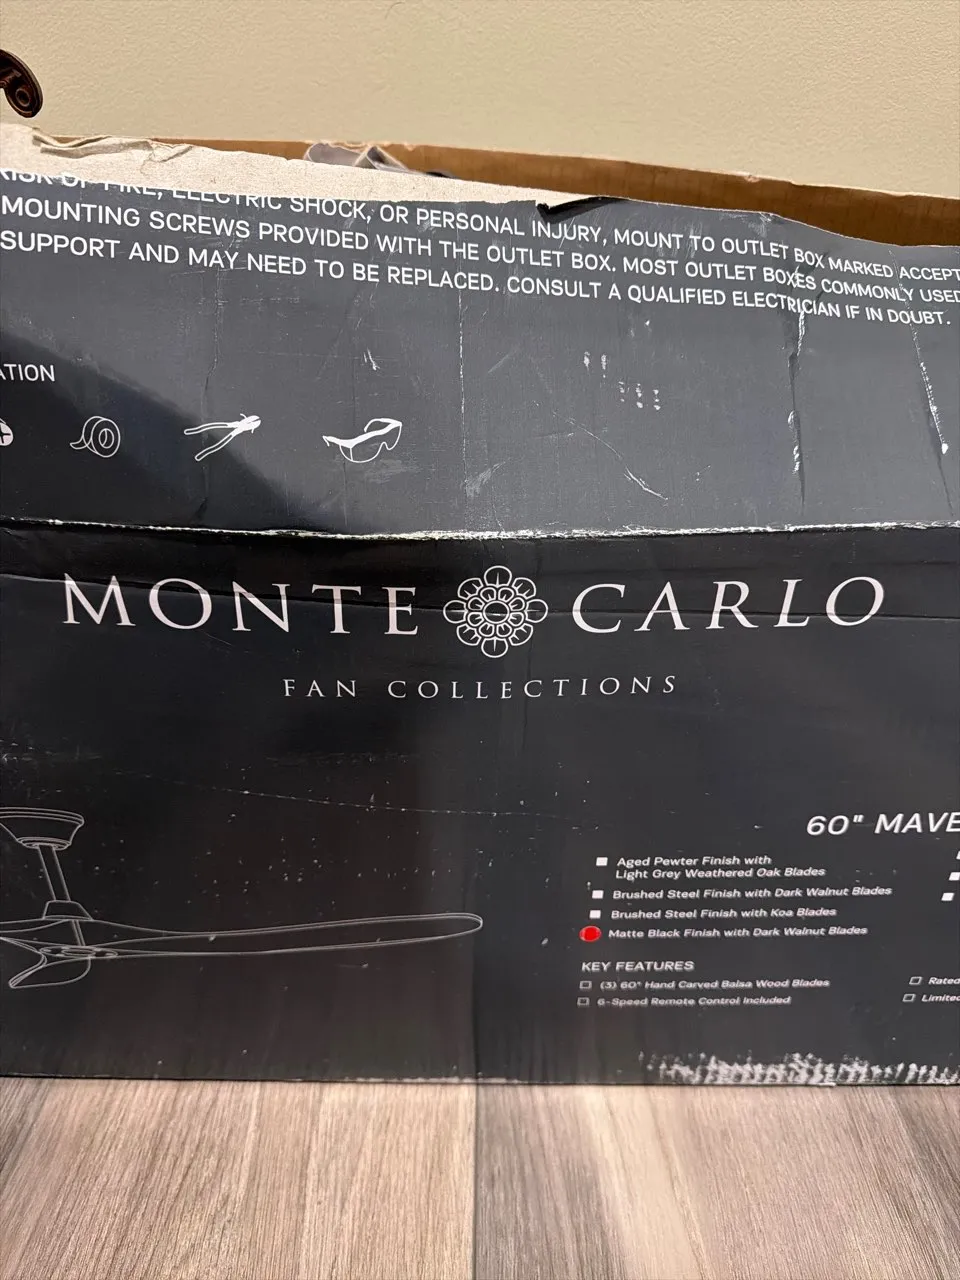 RISK OF FIRE, ELECTRIC SHOCK, OR PERSONAL INJURY, MOUNT TO OUTLET BOX MARKED ACCEPT
MOUNTING SCREWS PROVIDED WITH THE OUTLET BOX. MOST OUTLET BOXES COMMONLY USED
SUPPORT AND MAY NEED TO BE REPLACED. CONSULT A QUALIFIED ELECTRICIAN IF IN DOUBT.
ATION
MONTE CARLO
FAN COLLECTIONS
60" MAVE
Aged Pewter Finish with
Light Grey Weathered Oak Blades
Brushed Steel Finish with Dark Walnut Blades
Brushed Steel Finish with Koa Blades
Matte Black Finish with Dark Walnut Blades
KEY FEATURES
(3) 60" Hand Carved Balsa Wood Blades
6-Speed Remote Control Included
Rated
Limited